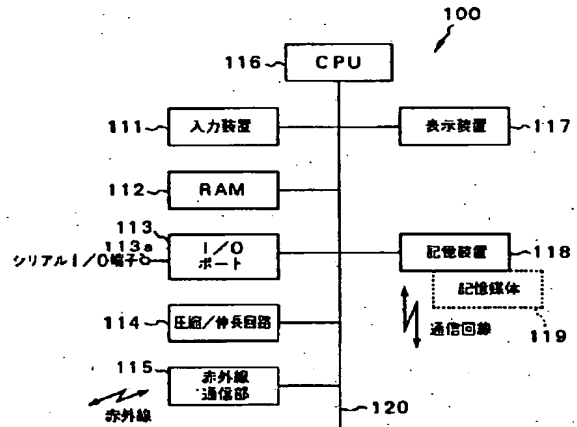 100
116
CPU
111
入力装置
表示装置
117
112
RAM
113
113a
シリアルI/O端子
I/O
ポート
記憶装置
118
記憶媒体
119
114
圧縮/伸長回路
通信回線
115
赤外線
通信部
赤外線
120